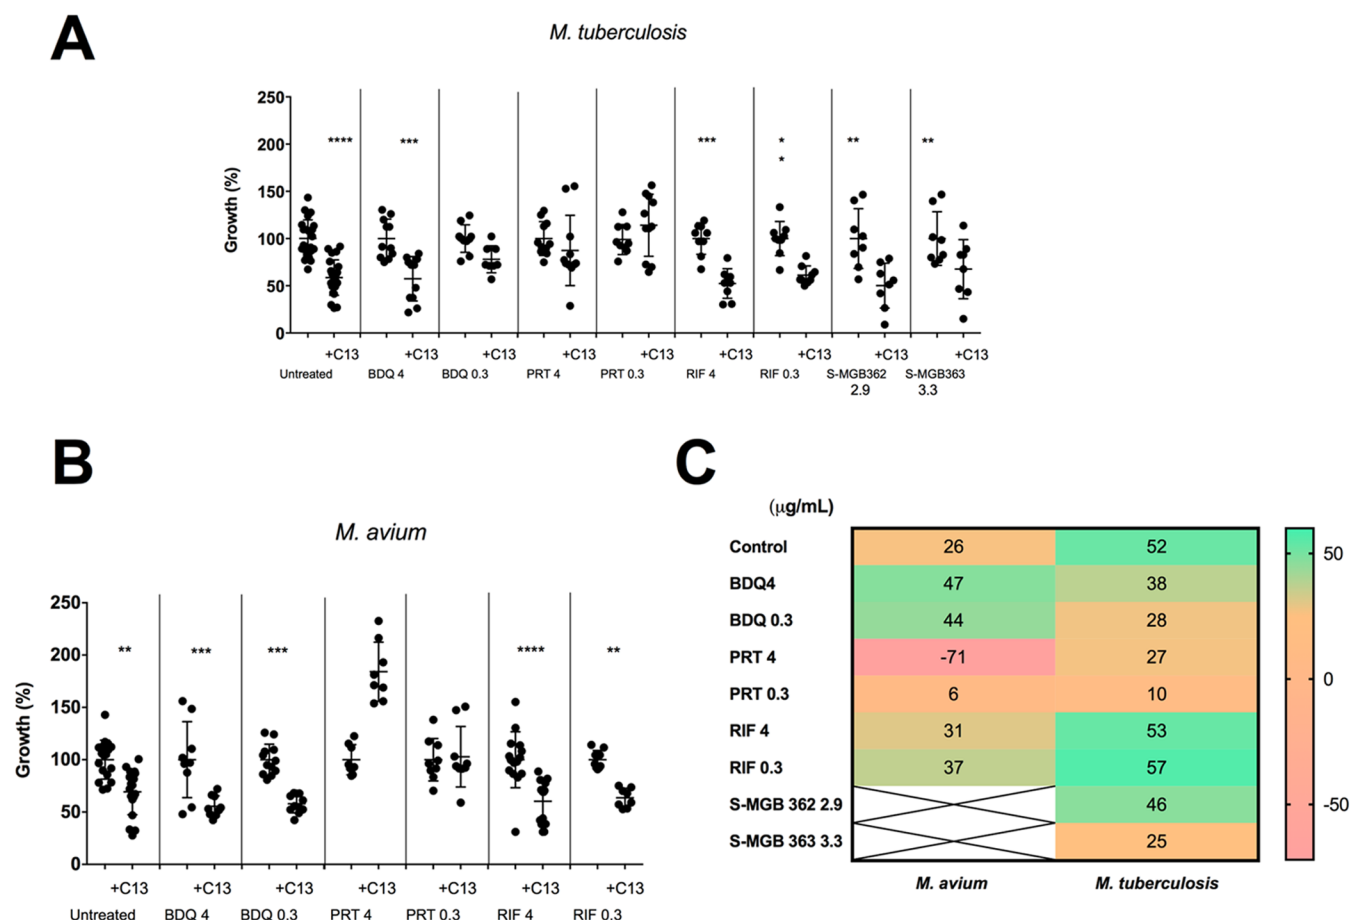 A
M. tuberculosis
Growth (%)
250
200
150
100
50
0
**** *** *** * ** **
*
+C13 +C13 +C13 +C13 +C13 +C13 +C13 +C13 +C13
Untreated BDQ 4 BDQ 0.3 PRT 4 PRT 0.3 RIF 4 RIF 0.3 S-MGB362 S-MGB363
2.9 3.3
B
M. avium
Growth (%)
250
200
150
100
50
0
** *** *** **** **
+C13 +C13 +C13 +C13 +C13 +C13 +C13
Untreated BDQ 4 BDQ 0.3 PRT 4 PRT 0.3 RIF 4 RIF 0.3
C
(μg/mL)
Control 26 52
BDQ4 47 38
BDQ 0.3 44 28
PRT 4 -71 27
PRT 0.3 6 10
RIF 4 31 53
RIF 0.3 37 57
S-MGB 362 2.9 46
S-MGB 363 3.3 25
M. avium M. tuberculosis
50
0
-50